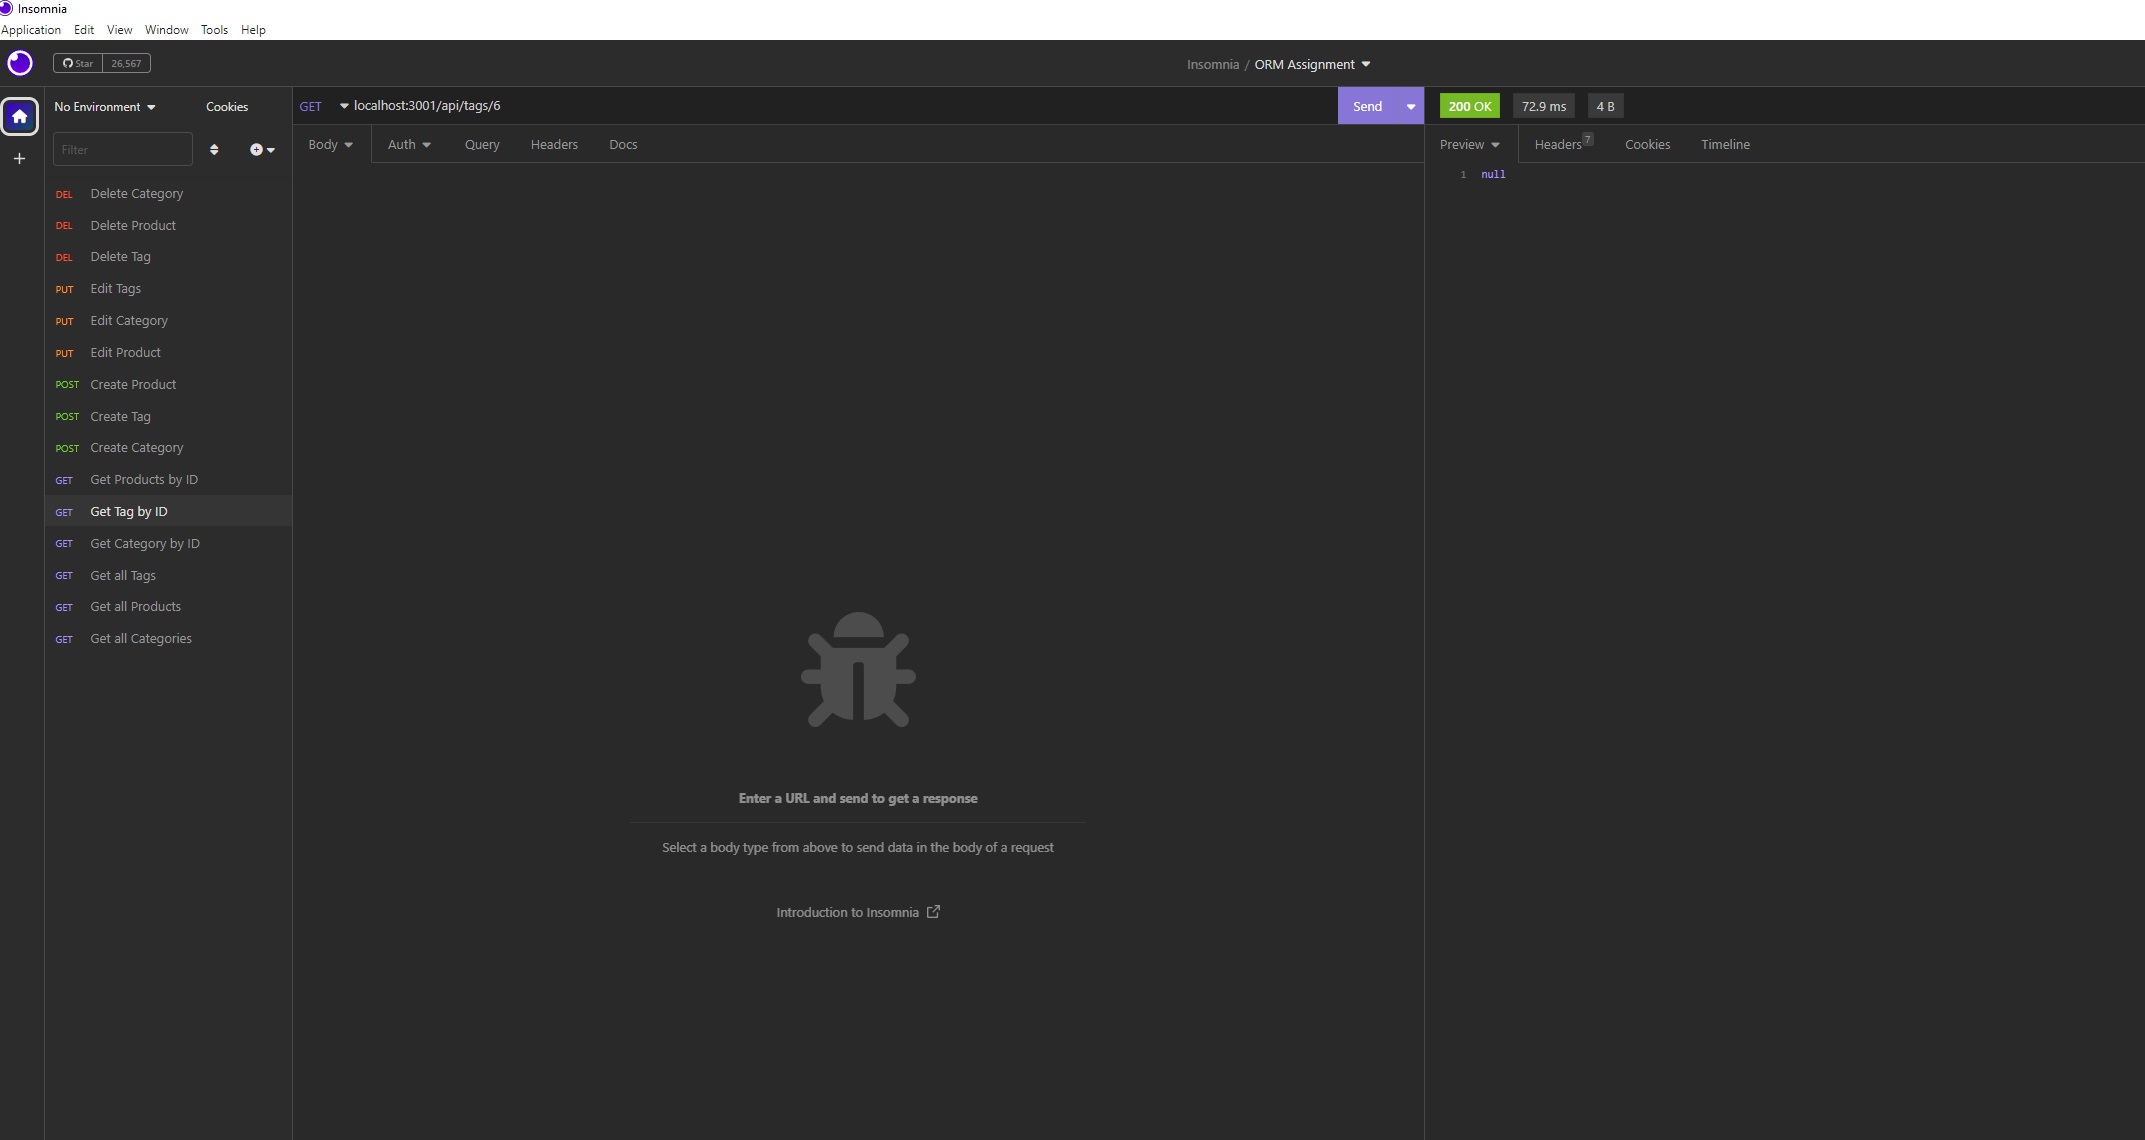 Insomnia
Application Edit View Window Tools Help
Star 26,567
Insomnia / ORM Assignment
No Environment Cookies
GET localhost:3001/api/tags/6 Send
200 OK 72.9 ms 4 B
Filter
Body Auth Query Headers Docs
Preview Headers 7 Cookies Timeline
1 null
DEL Delete Category
DEL Delete Product
DEL Delete Tag
PUT Edit Tags
PUT Edit Category
PUT Edit Product
POST Create Product
POST Create Tag
POST Create Category
GET Get Products by ID
GET Get Tag by ID
GET Get Category by ID
GET Get all Tags
GET Get all Products
GET Get all Categories
Enter a URL and send to get a response
Select a body type from above to send data in the body of a request
Introduction to Insomnia